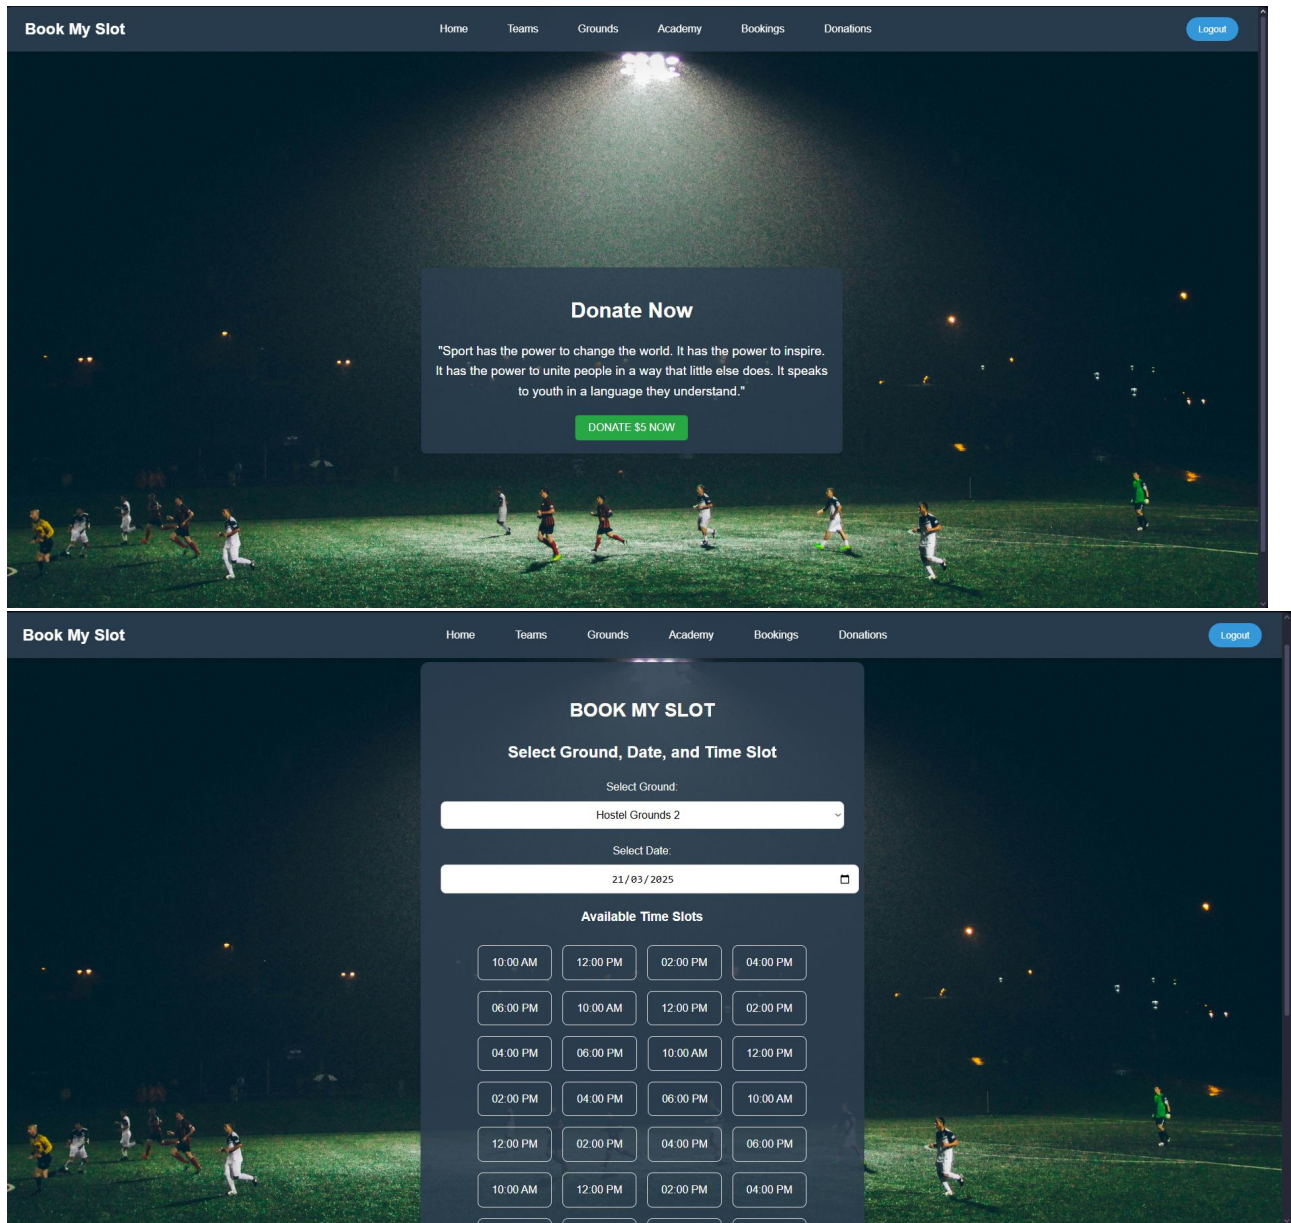 Book My Slot
Home Teams Grounds Academy Bookings Donations
Logout
Donate Now
"Sport has the power to change the world. It has the power to inspire.
It has the power to unite people in a way that little else does. It speaks
to youth in a language they understand."
DONATE $5 NOW
Book My Slot
Home Teams Grounds Academy Bookings Donations
Logout
BOOK MY SLOT
Select Ground, Date, and Time Slot
Select Ground:
Hostel Grounds 2
Select Date:
21/03/2025
Available Time Slots
10:00 AM 12:00 PM 02:00 PM 04:00 PM
06:00 PM 10:00 AM 12:00 PM 02:00 PM
04:00 PM 06:00 PM 10:00 AM 12:00 PM
02:00 PM 04:00 PM 06:00 PM 10:00 AM
12:00 PM 02:00 PM 04:00 PM 06:00 PM
10:00 AM 12:00 PM 02:00 PM 04:00 PM